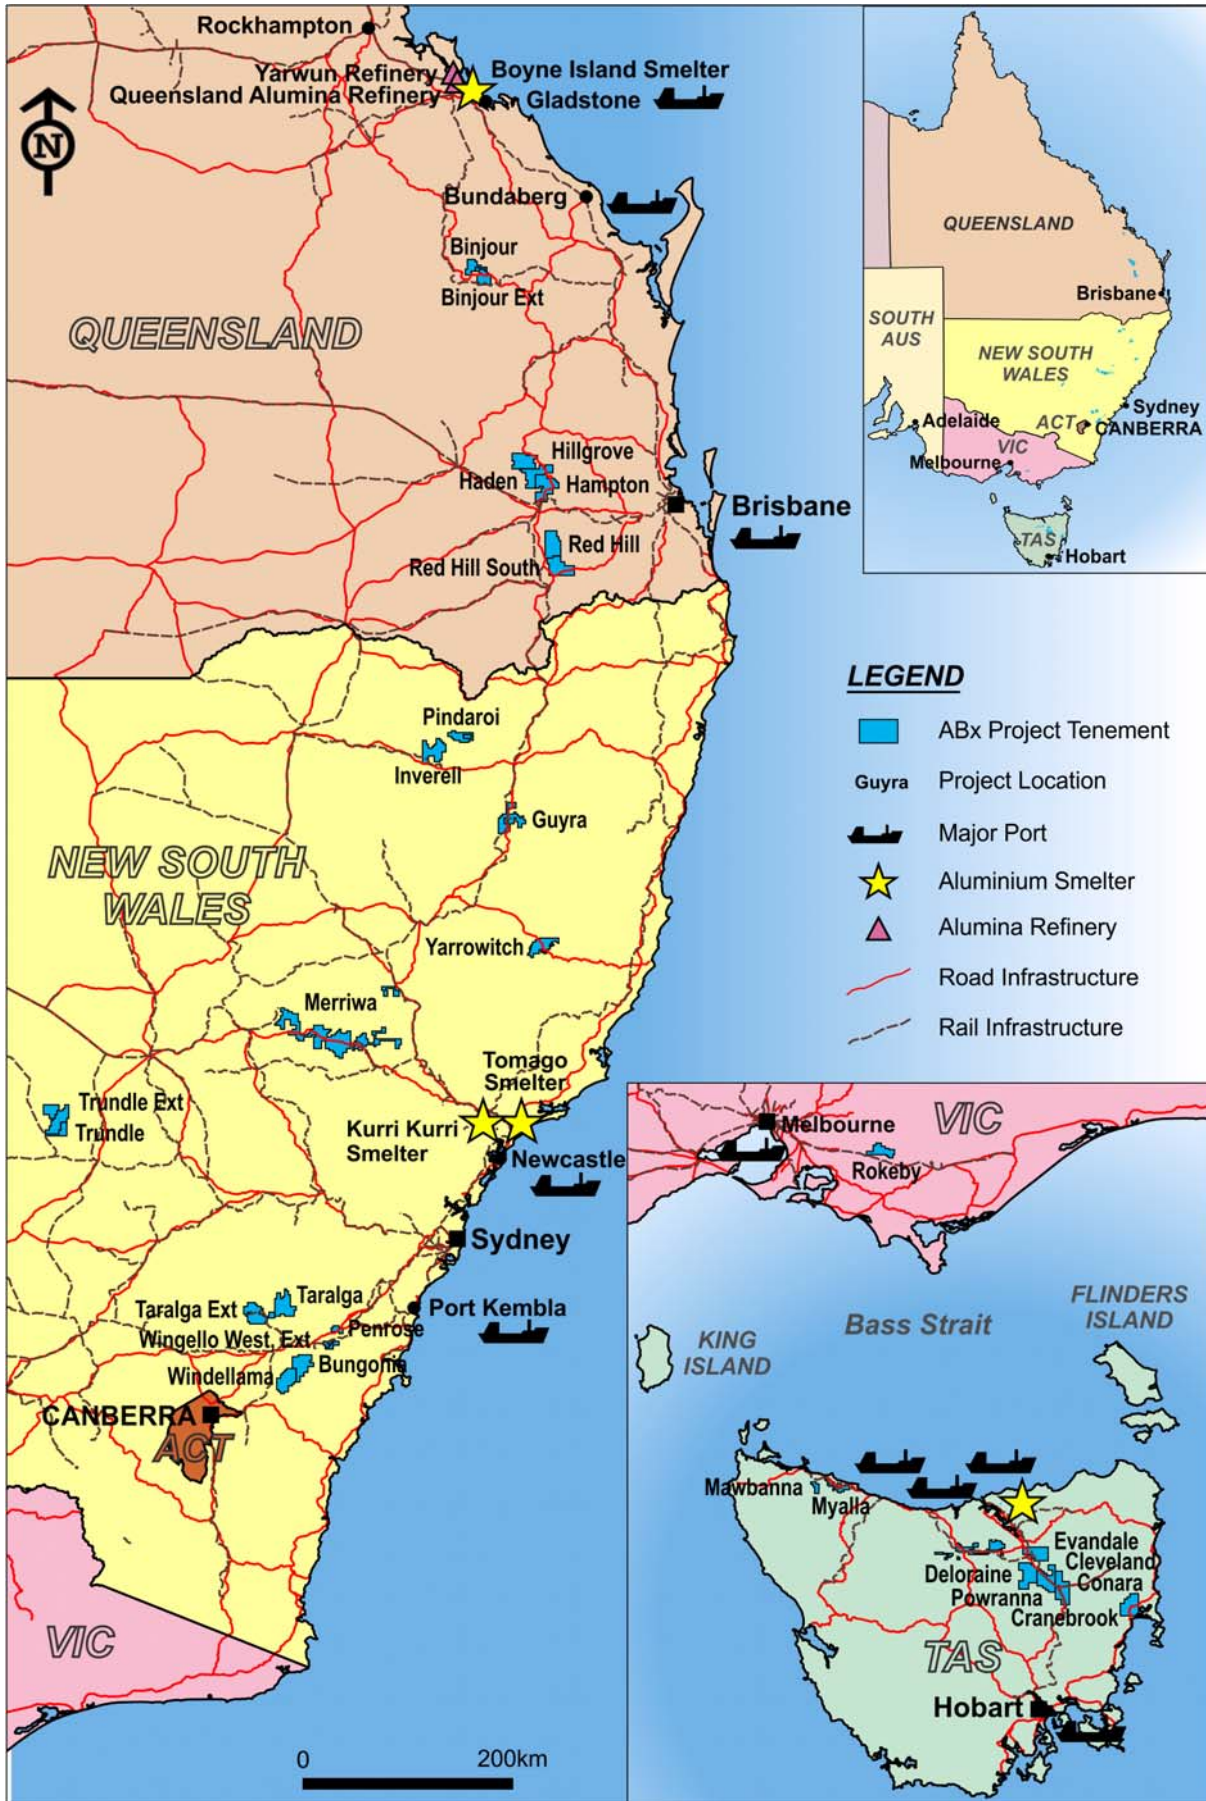 Rockhampton
Yarwun Refinery
Queensland Alumina Refinery
Boyne Island Smelter
Gladstone
N
Bundaberg
Binjour
Binjour Ext
QUEENSLAND
Hillgrove
Haden
Hampton
Brisbane
Red Hill
Red Hill South
Pindaroi
Inverell
Guyra
NEW SOUTH
WALES
Yarrowitch
Merriwa
Tomago
Smelter
Trundle Ext
Trundle
Kurri Kurri
Smelter
Newcastle
Sydney
Taralga
Taralga Ext
Port Kembla
Wingello West, Ext
Penrose
Bungonia
Windellama
CANBERRA
ACT
VIC
0 200km
QUEENSLAND
Brisbane
SOUTH
AUS
NEW SOUTH
WALES
Sydney
ACT
CANBERRA
Adelaide
VIC
Melbourne
TAS
Hobart
LEGEND
ABx Project Tenement
Guyra Project Location
Major Port
Aluminium Smelter
Alumina Refinery
Road Infrastructure
Rail Infrastructure
VIC
Melbourne
Rokeby
Bass Strait
FLINDERS
ISLAND
KING
ISLAND
Mawbanna
Myalla
Evandale
Cleveland
Deloraine
Conara
Powranna
Cranebrook
TAS
Hobart